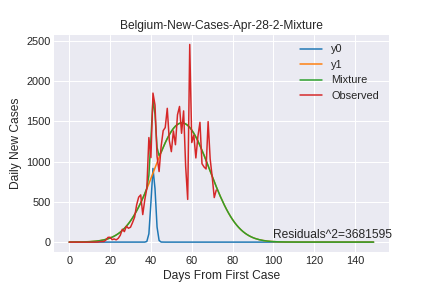 Belgium-New-Cases-Apr-28-2-Mixture
2500
2000
1500
1000
500
0
Daily New Cases
y0
y1
Mixture
Observed
Residuals^2=3681595
0 20 40 60 80 100 120 140
Days From First Case